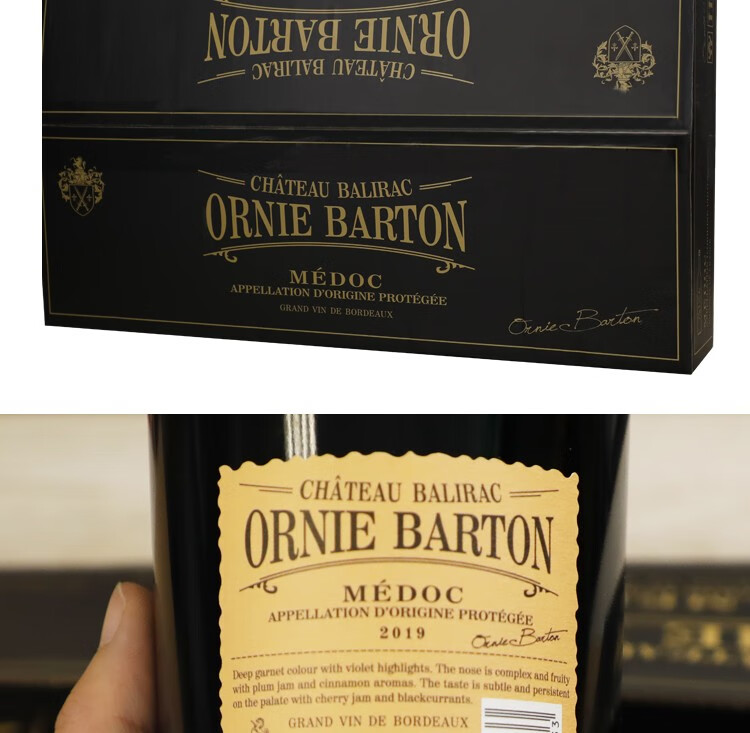 ORNIE BARTON
CHÂTEAU BALIRAC
CHÂTEAU BALIRAC
ORNIE BARTON
MÉDOC
APPELLATION D'ORIGINE PROTÉGÉE
GRAND VIN DE BORDEAUX
Ornie Barton
CHÂTEAU BALIRAC
ORNIE BARTON
MÉDOC
APPELLATION D'ORIGINE PROTÉGÉE
2019
Ornie Barton
Deep garnet colour with violet highlights. The nose is complex and fruity
with plum jam and cinnamon aromas. The taste is subtle and persistent
on the palate with cherry jam and blackcurrants.
GRAND VIN DE BORDEAUX